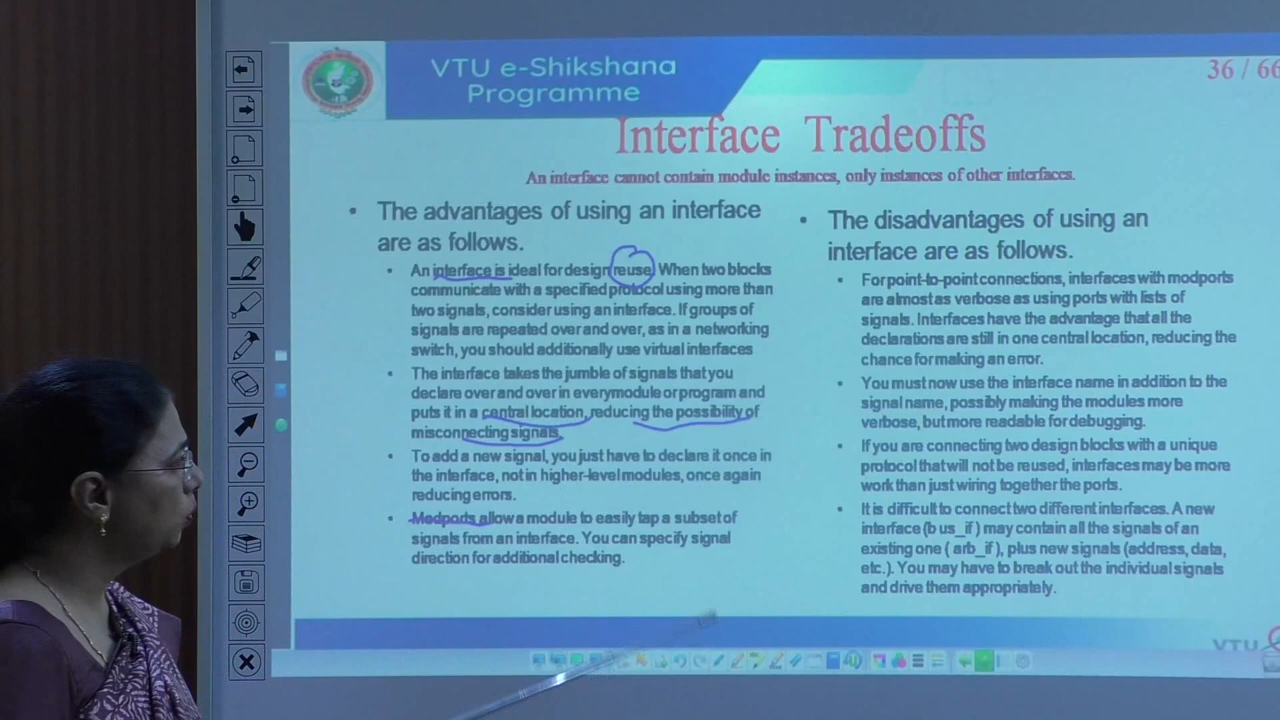 VTU e-Shikshana
Programme
36 / 66
Interface Tradeoffs
An interface cannot contain module instances, only instances of other interfaces.
• The advantages of using an interface
are as follows.
• An interface is ideal for design reuse. When two blocks
communicate with a specified protocol using more than
two signals, consider using an interface. If groups of
signals are repeated over and over, as in a networking
switch, you should additionally use virtual interfaces
• The interface takes the jumble of signals that you
declare over and over in everymodule or program and
puts it in a central location, reducing the possibility of
misconnecting signals.
• To add a new signal, you just have to declare it once in
the interface, not in higher-level modules, once again
reducing errors.
• Modports allow a module to easily tap a subset of
signals from an interface. You can specify signal
direction for additional checking.
• The disadvantages of using an
interface are as follows.
• For point-to-point connections, interfaces with modports
are almost as verbose as using ports with lists of
signals. Interfaces have the advantage that all the
declarations are still in one central location, reducing the
chance for making an error.
• You must now use the interface name in addition to the
signal name, possibly making the modules more
verbose, but more readable for debugging.
• If you are connecting two design blocks with a unique
protocol that will not be reused, interfaces may be more
work than just wiring together the ports.
• It is difficult to connect two different interfaces. A new
interface (b us_if ) may contain all the signals of an
existing one ( arb_if ), plus new signals (address, data,
etc.). You may have to break out the individual signals
and drive them appropriately.
VTU